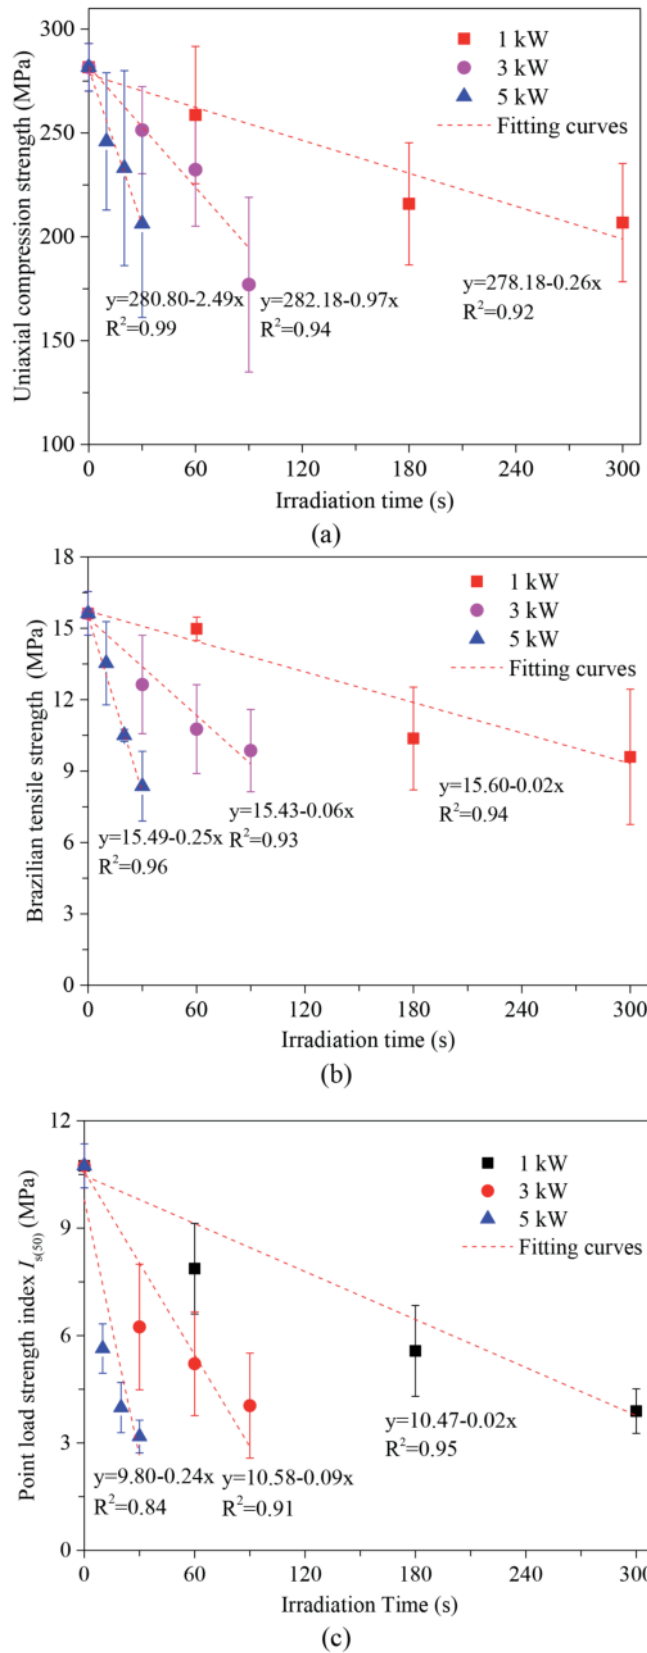 300
1 kW
3 kW
5 kW
Fitting curves
250
200
150
100
Uniaxial compression strength (MPa)
y=280.80-2.49x
R²=0.99
y=282.18-0.97x
R²=0.94
y=278.18-0.26x
R²=0.92
0 60 120 180 240 300
Irradiation time (s)
(a)
18
1 kW
3 kW
5 kW
Fitting curves
15
12
9
6
3
0
Brazilian tensile strength (MPa)
y=15.60-0.02x
R²=0.94
y=15.43-0.06x
R²=0.93
y=15.49-0.25x
R²=0.96
0 60 120 180 240 300
Irradiation time (s)
(b)
12
1 kW
3 kW
5 kW
Fitting curves
9
6
3
0
Point load strength index Is(50) (MPa)
y=10.47-0.02x
R²=0.95
y=9.80-0.24x
R²=0.84
y=10.58-0.09x
R²=0.91
0 60 120 180 240 300
Irradiation Time (s)
(c)